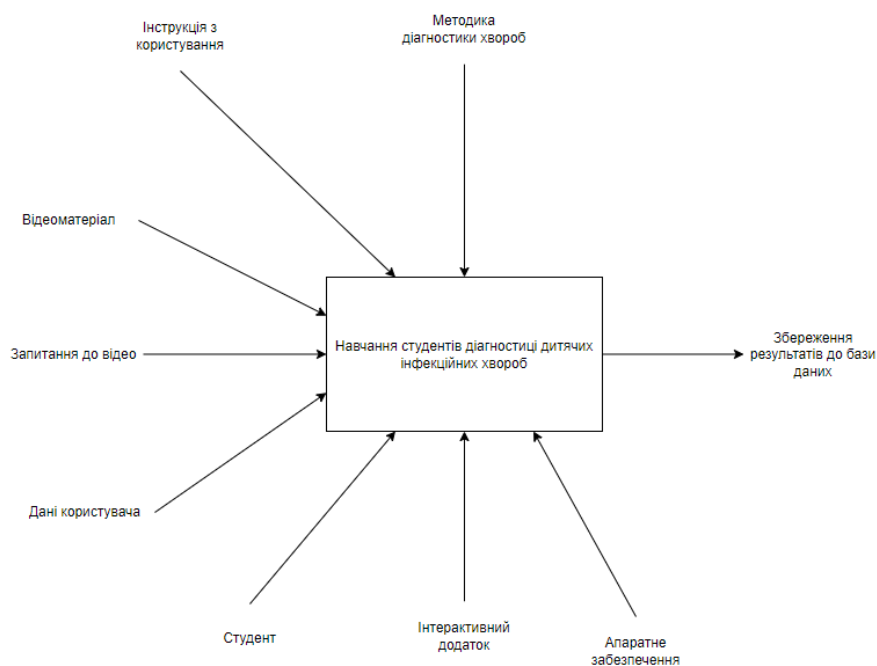 Інструкція з
користування
Методика
діагностики хвороб
Відеоматеріал
Запитання до відео
Навчання студентів діагностиці дитячих
інфекційних хвороб
Збереження
результатів до бази
даних
Дані користувача
Студент
Інтерактивний
додаток
Апаратне
забезпечення